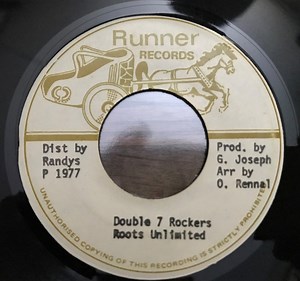 Runner
RECORDS
Dist by
Randys
P 1977
Prod. by
G. Joseph
Arr by
O. Rennal
Double 7 Rockers
Roots Unlimited
UNAUTHORISED COPYING OF THIS RECORDING IS STRICTLY PROHIBITED